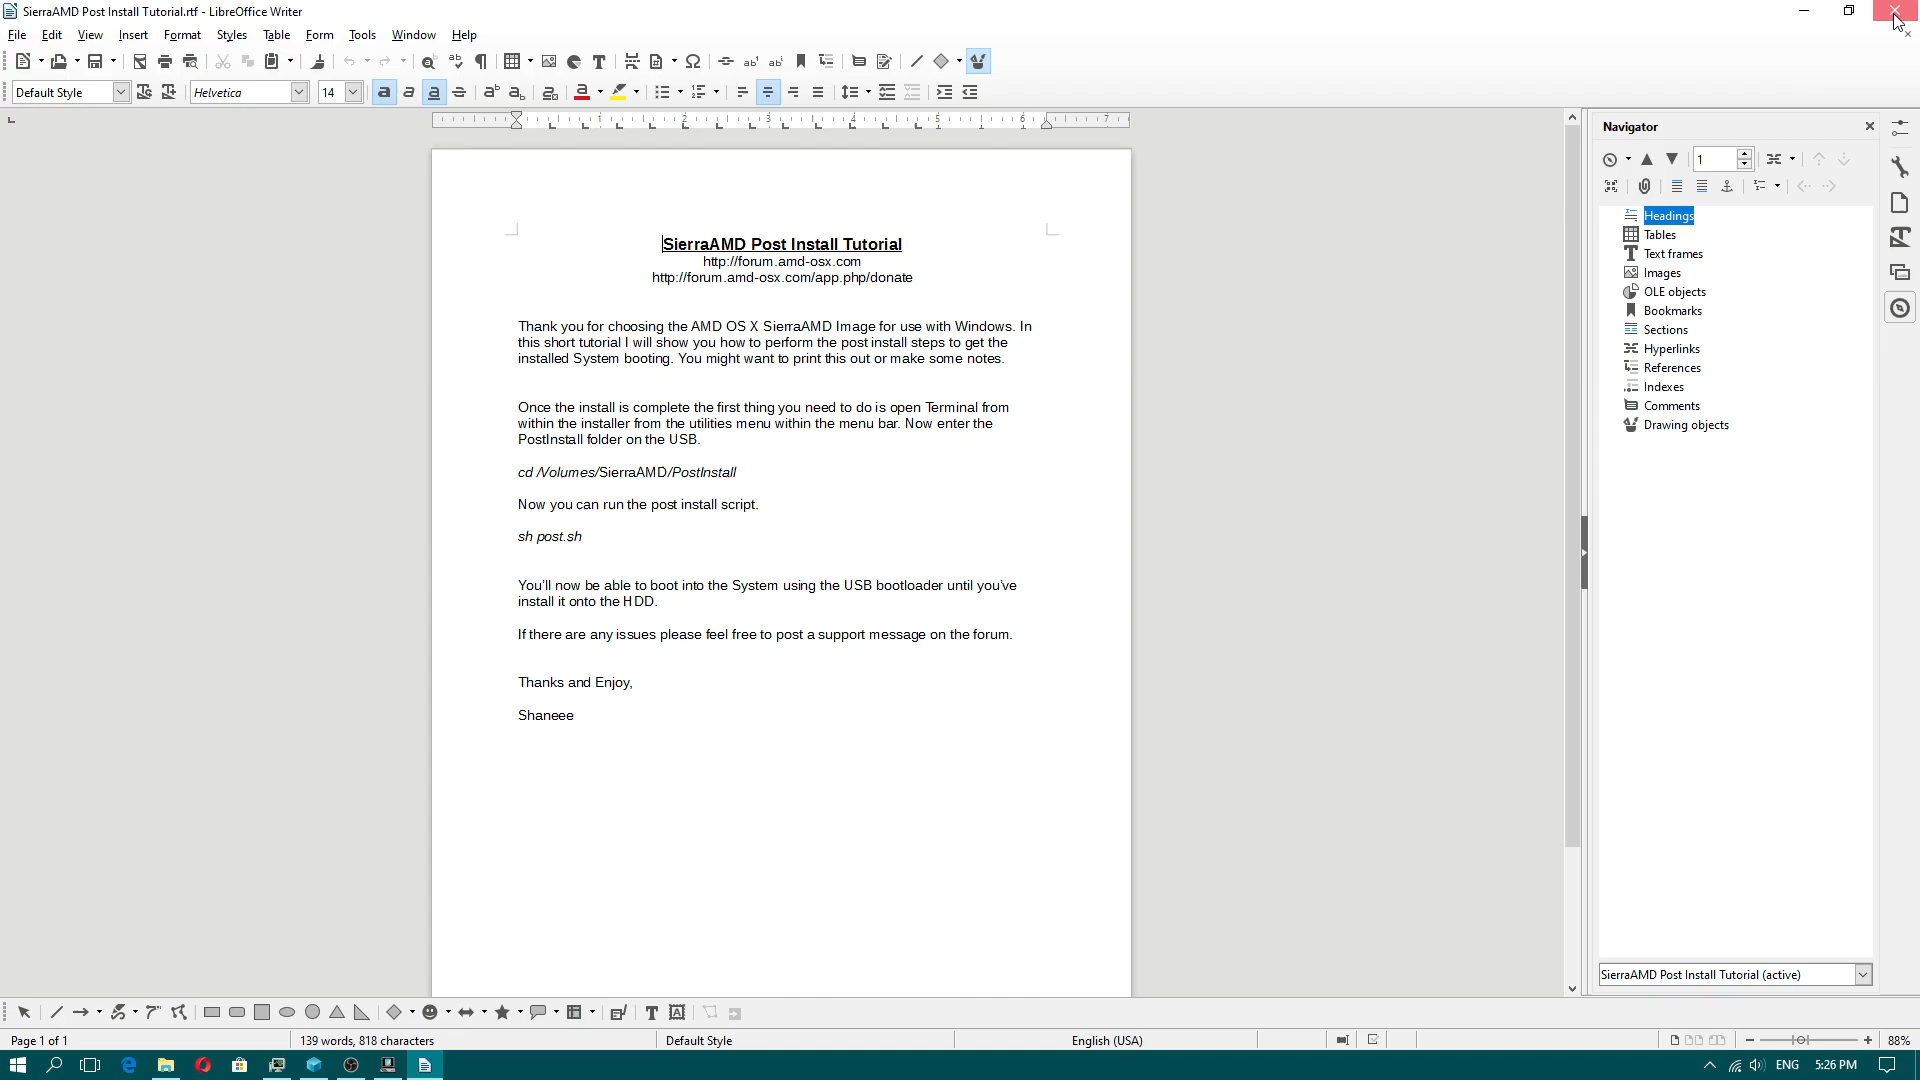 SierraAMD Post Install Tutorial.rtf - LibreOffice Writer
File Edit View Insert Format Styles Table Form Tools Window Help
Default Style Helvetica 14
1 2 3 4 5 6 7
Navigator
1
SierraAMD Post Install Tutorial
http://forum.amd-osx.com
http://forum.amd-osx.com/app.php/donate
Thank you for choosing the AMD OS X SierraAMD Image for use with Windows. In
this short tutorial I will show you how to perform the post install steps to get the
installed System booting. You might want to print this out or make some notes.
Once the install is complete the first thing you need to do is open Terminal from
within the installer from the utilities menu within the menu bar. Now enter the
PostInstall folder on the USB.
cd /Volumes/SierraAMD/PostInstall
Now you can run the post install script.
sh post.sh
You'll now be able to boot into the System using the USB bootloader until you've
install it onto the HDD.
If there are any issues please feel free to post a support message on the forum.
Thanks and Enjoy,
Shaneee
Headings
Tables
Text frames
Images
OLE objects
Bookmarks
Sections
Hyperlinks
References
Indexes
Comments
Drawing objects
SierraAMD Post Install Tutorial (active)
Page 1 of 1 139 words, 818 characters Default Style English (USA) 88%
ENG 5:26 PM